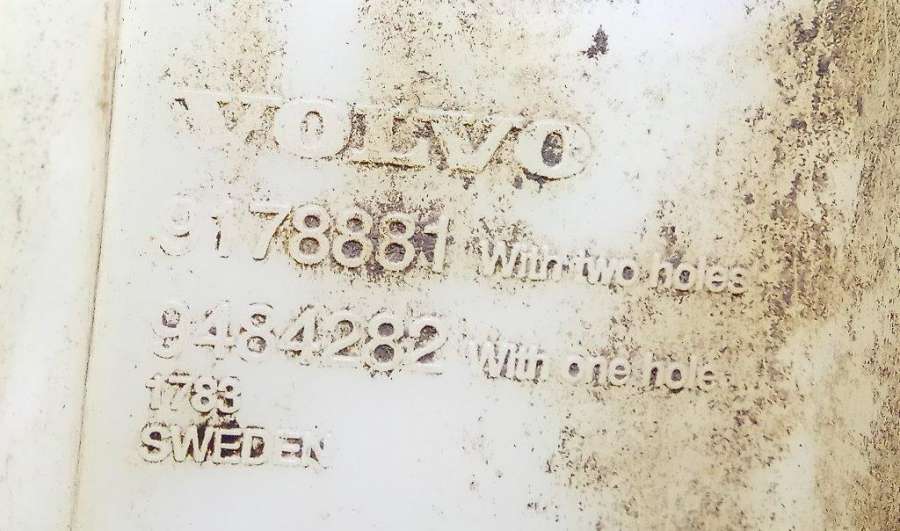 VOLVO
9178881 With two holes
9484282 With one hole
1783
SWEDEN